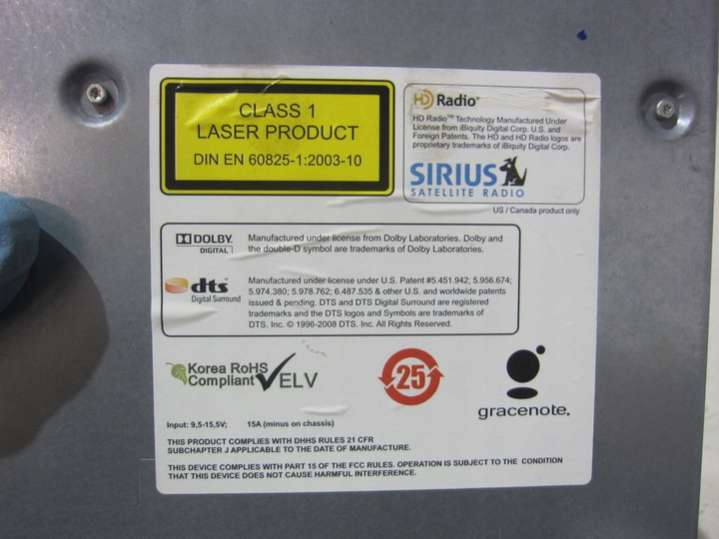 CLASS 1
LASER PRODUCT
DIN EN 60825-1:2003-10
HD Radio™
HD Radio™ Technology Manufactured Under
License from iBiquity Digital Corp. U.S. and
Foreign Patents. The HD and HD Radio logos are
proprietary trademarks of iBiquity Digital Corp.
SIRIUS
SATELLITE RADIO
US / Canada product only
DOLBY
DIGITAL
Manufactured under license from Dolby Laboratories. Dolby and
the double-D symbol are trademarks of Dolby Laboratories.
dts
Digital Surround
Manufactured under license under U.S. Patent #5.451.942; 5.956.674;
5.974.380; 5.978.762; 6.487.535 & other U.S. and worldwide patents
issued & pending. DTS and DTS Digital Surround are registered
trademarks and the DTS logos and Symbols are trademarks of
DTS. Inc. © 1996-2008 DTS. Inc. All Rights Reserved.
Korea RoHS
Compliant
ELV
25
gracenote.
Input: 9,5-15,5V; 15A (minus on chassis)
THIS PRODUCT COMPLIES WITH DHHS RULES 21 CFR
SUBCHAPTER J APPLICABLE TO THE DATE OF MANUFACTURE.
THIS DEVICE COMPLIES WITH PART 15 OF THE FCC RULES. OPERATION IS SUBJECT TO THE CONDITION
THAT THIS DEVICE DOES NOT CAUSE HARMFUL INTERFERENCE.